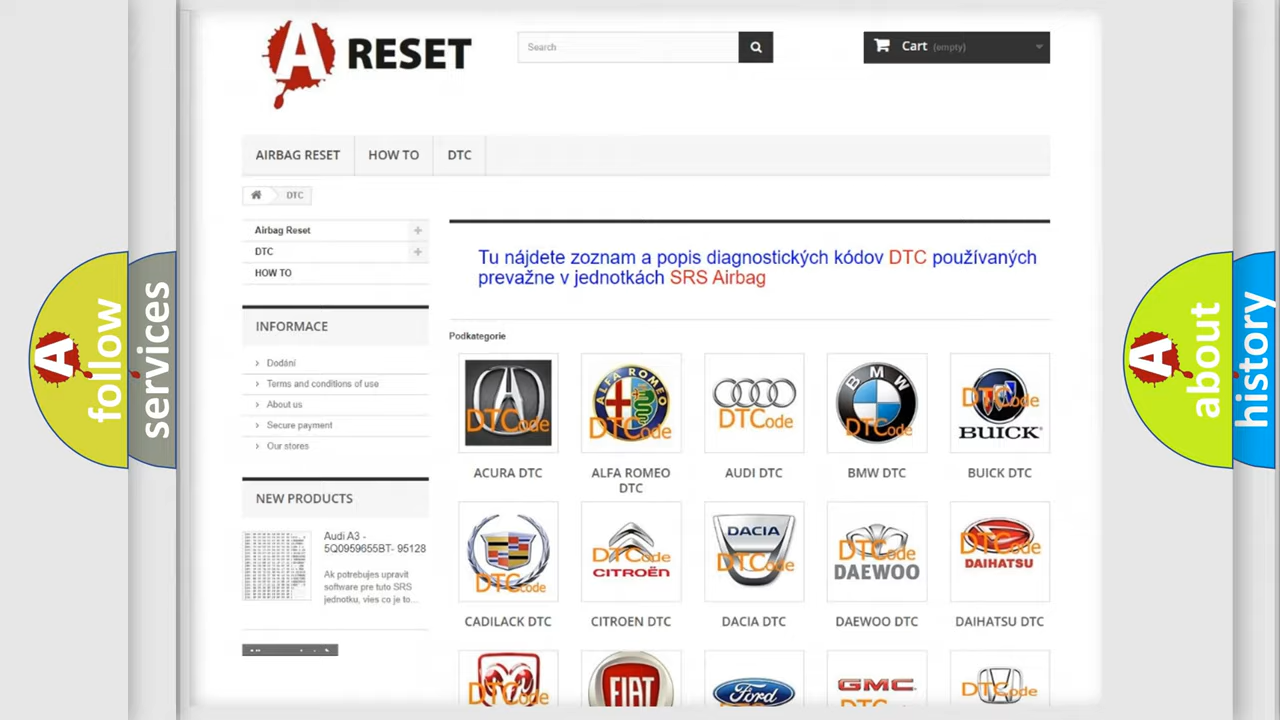 A RESET
Search
Cart (empty)
AIRBAG RESET
HOW TO
DTC
DTC
Airbag Reset
DTC
HOW TO
INFORMACE
Dodání
Terms and conditions of use
About us
Secure payment
Our stores
NEW PRODUCTS
Audi A3 -
5Q0959655BT- 95128
Ak potrebujes upravit
software pre tuto SRS
jednotku, vies co je to...
Tu nájdete zoznam a popis diagnostických kódov DTC používaných
prevažne v jednotkách SRS Airbag
Podkategorie
DTCode
ALFA ROMEO
DTCode
DTCode
BMW
DTCode
DTCode
BUICK
ACURA DTC
ALFA ROMEO
DTC
AUDI DTC
BMW DTC
BUICK DTC
DTCode
DTCode
CITROËN
DACIA
DTCode
DTCode
DAEWOO
DTCode
DAIHATSU
CADILACK DTC
CITROEN DTC
DACIA DTC
DAEWOO DTC
DAIHATSU DTC
DTCode
FIAT
Ford
GMC
DTCode
A follow
services
A about
history